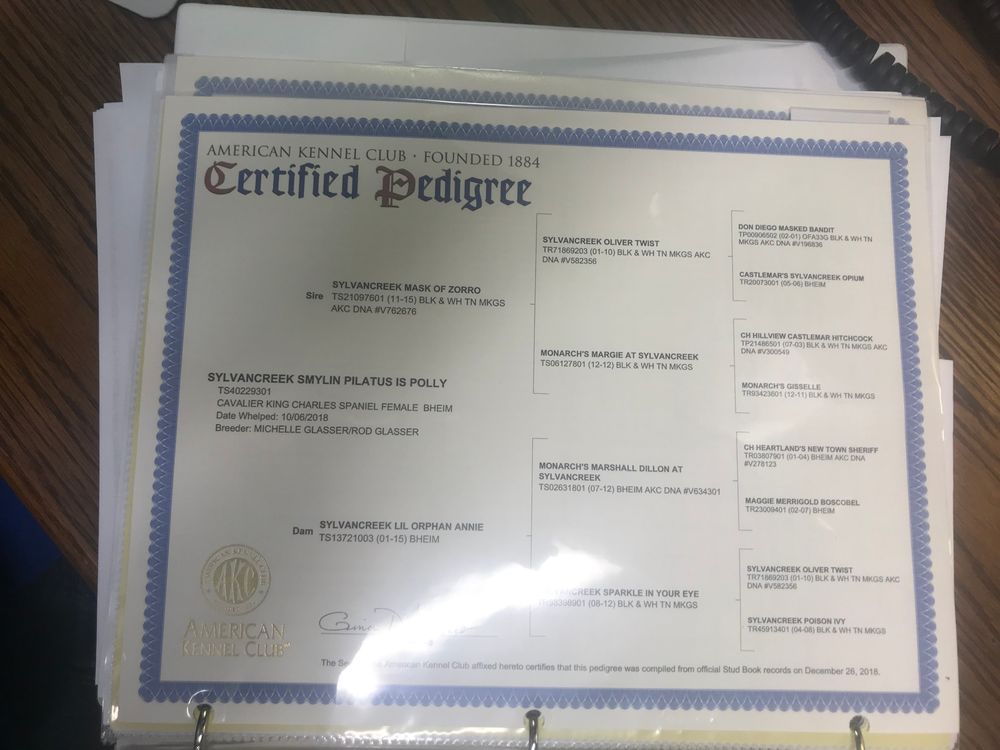 AMERICAN KENNEL CLUB · FOUNDED 1884
Certified Pedigree
SYLVANCREEK SMYLIN PILATUS IS POLLY
TS40229301
CAVALIER KING CHARLES SPANIEL FEMALE BHEIM
Date Whelped: 10/06/2018
Breeder: MICHELLE GLASSER/ROD GLASSER
Sire
SYLVANCREEK MASK OF ZORRO
TS21097601 (11-15) BLK & WH TN MKGS
AKC DNA #V762676
Dam
SYLVANCREEK LIL ORPHAN ANNIE
TS13721003 (01-15) BHEIM
SYLVANCREEK OLIVER TWIST
TR71869203 (01-10) BLK & WH TN MKGS AKC
DNA #V582356
MONARCH'S MARGIE AT SYLVANCREEK
TS06127801 (12-12) BLK & WH TN MKGS
MONARCH'S MARSHALL DILLON AT
SYLVANCREEK
TS02631801 (07-12) BHEIM AKC DNA #V634301
SPARKLE IN YOUR EYE
(08-12) BLK & WH TN MKGS
DON DIEGO MASKED BANDIT
TP00906502 (02-01) OFA33G BLK & WH TN
MKGS AKC DNA #V196836
CASTLEMAR'S SYLVANCREEK OPIUM
TR20073001 (05-06) BHEIM
CH HILLVIEW CASTLEMAR HITCHCOCK
TP21486501 (07-03) BLK & WH TN MKGS AKC
DNA #V300549
MONARCH'S GISSELLE
TR93423601 (12-11) BLK & WH TN MKGS
CH HEARTLAND'S NEW TOWN SHERIFF
TR03807901 (01-04) BHEIM AKC DNA
#V278123
MAGGIE MERRIGOLD BOSCOBEL
TR23009401 (02-07) BHEIM
SYLVANCREEK OLIVER TWIST
TR71869203 (01-10) BLK & WH TN MKGS AKC
DNA #V582356
SYLVANCREEK POISON IVY
TR45913401 (04-08) BLK & WH TN MKGS
AKC
AMERICAN
KENNEL CLUB
The American Kennel Club affixed hereto certifies that this pedigree was compiled from official Stud Book records on December 26, 2018.